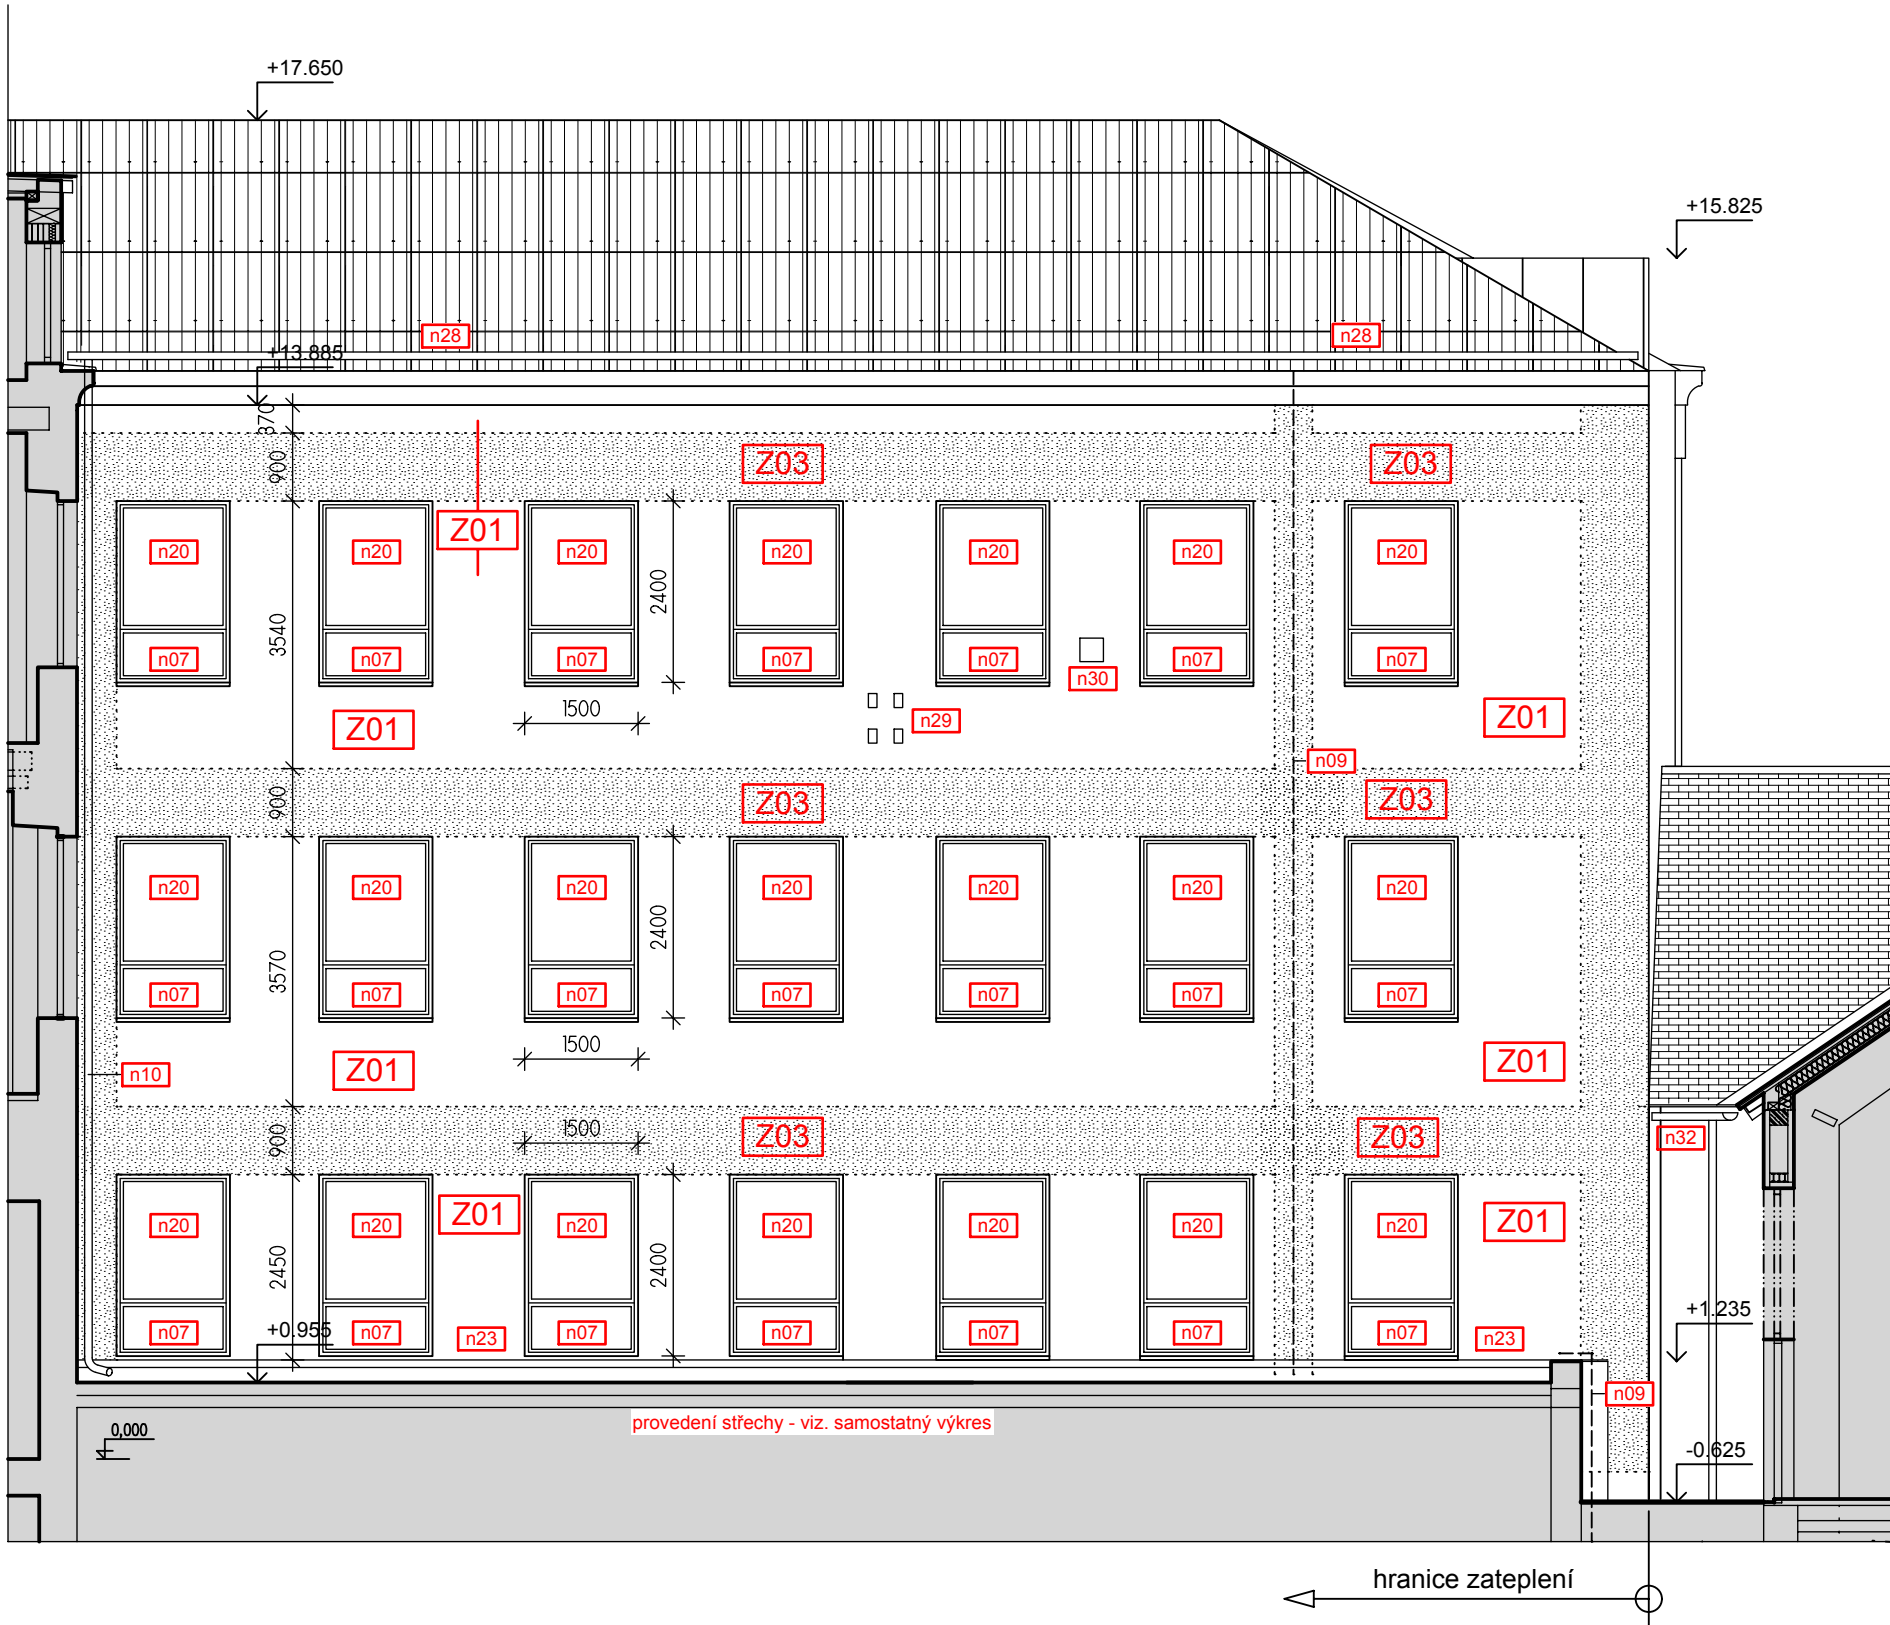 +17.650
+15.825
n28
n28
+13.885
370
900
Z03
Z03
Z01
n20
n20
n20
n20
n20
n20
n20
2400
3540
n07
n07
n07
n07
n07
n07
n07
n30
1500
n29
Z01
Z01
n09
900
Z03
Z03
n20
n20
n20
n20
n20
n20
n20
2400
3570
n07
n07
n07
n07
n07
n07
n07
1500
Z01
Z01
n10
900
1500
Z03
Z03
n32
Z01
Z01
n20
n20
n20
n20
n20
n20
n20
2450
2400
+1.235
+0.955
n07
n07
n23
n07
n07
n07
n07
n07
n23
n09
provedení střechy - viz. samostatný výkres
0,000
-0.625
hranice zateplení